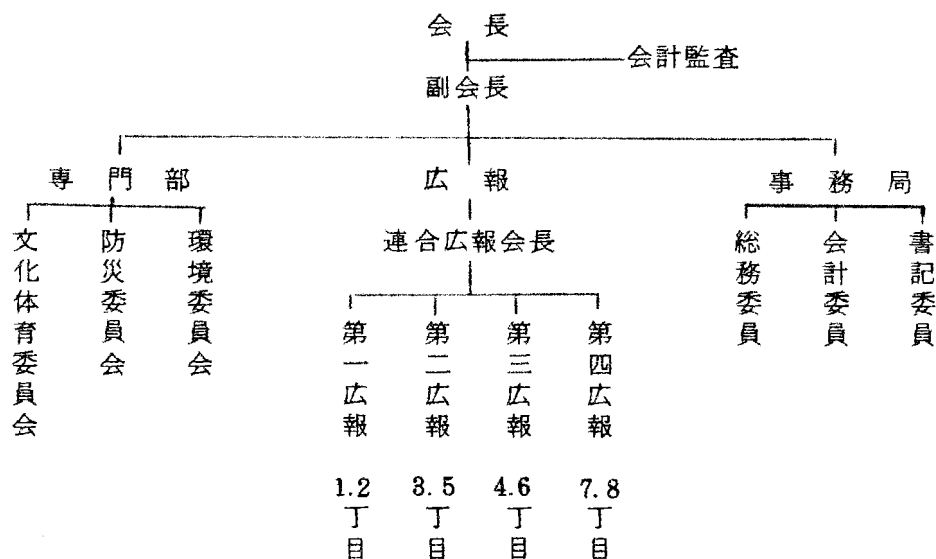 会長
会計監査
副会長
専門部
広報
事務局
文化体育委員会
防災委員会
環境委員会
連合広報会長
第一広報
第二広報
第三広報
第四広報
総務委員
会計委員
書記委員
1.2丁目
3.5丁目
4.6丁目
7.8丁目